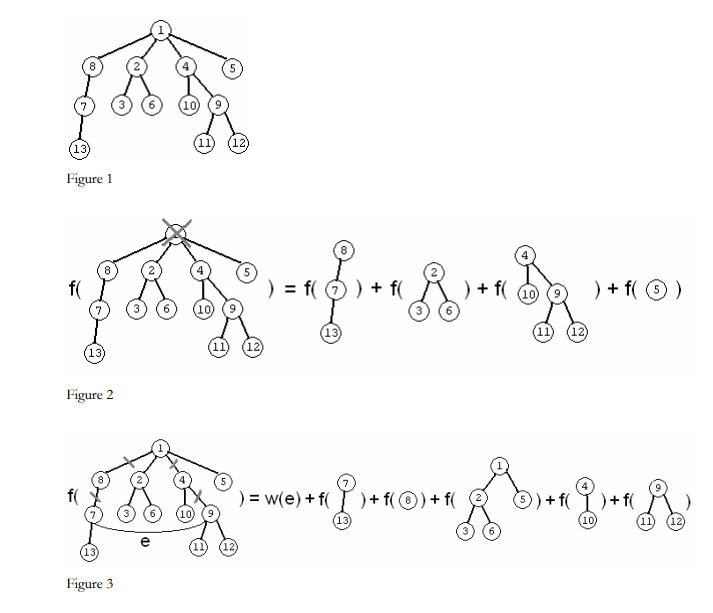 1
8 2 4 5
7 3 6 10 9
13 11 12
Figure 1
f( 8 2 4 5 7 3 6 10 9 13 11 12 ) = f( 8 7 13 ) + f( 2 3 6 ) + f( 4 10 9 11 12 ) + f( 5 )
Figure 2
f( 1 8 2 4 5 7 3 6 10 9 13 11 12 e ) = w(e) + f( 7 13 ) + f( 8 ) + f( 1 2 5 3 6 ) + f( 4 10 ) + f( 9 11 12 )
Figure 3